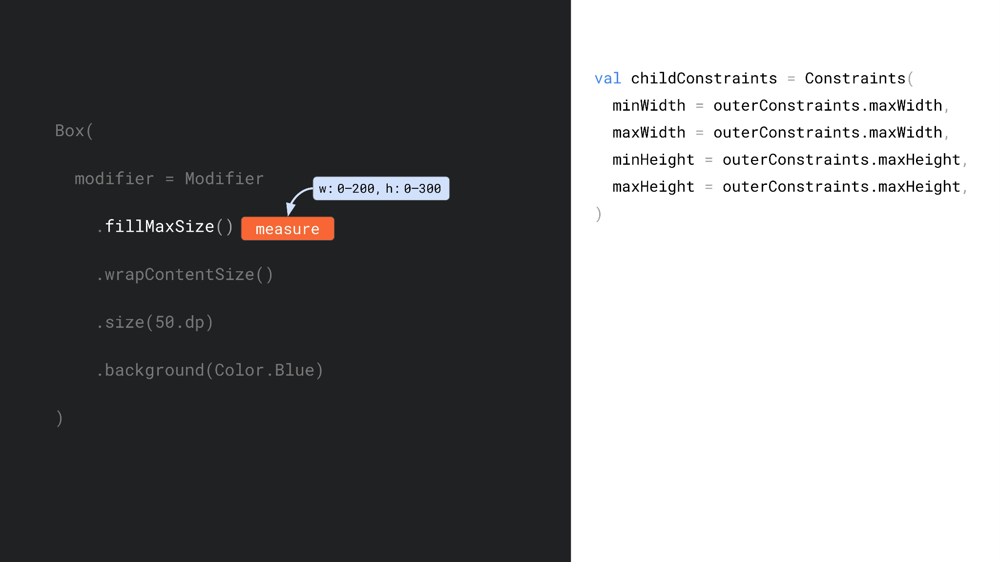 Box(
modifier = Modifier
w: 0–200, h: 0–300
.fillMaxSize() measure
.wrapContentSize()
.size(50.dp)
.background(Color.Blue)
)
val childConstraints = Constraints(
minWidth = outerConstraints.maxWidth,
maxWidth = outerConstraints.maxWidth,
minHeight = outerConstraints.maxHeight,
maxHeight = outerConstraints.maxHeight,
)